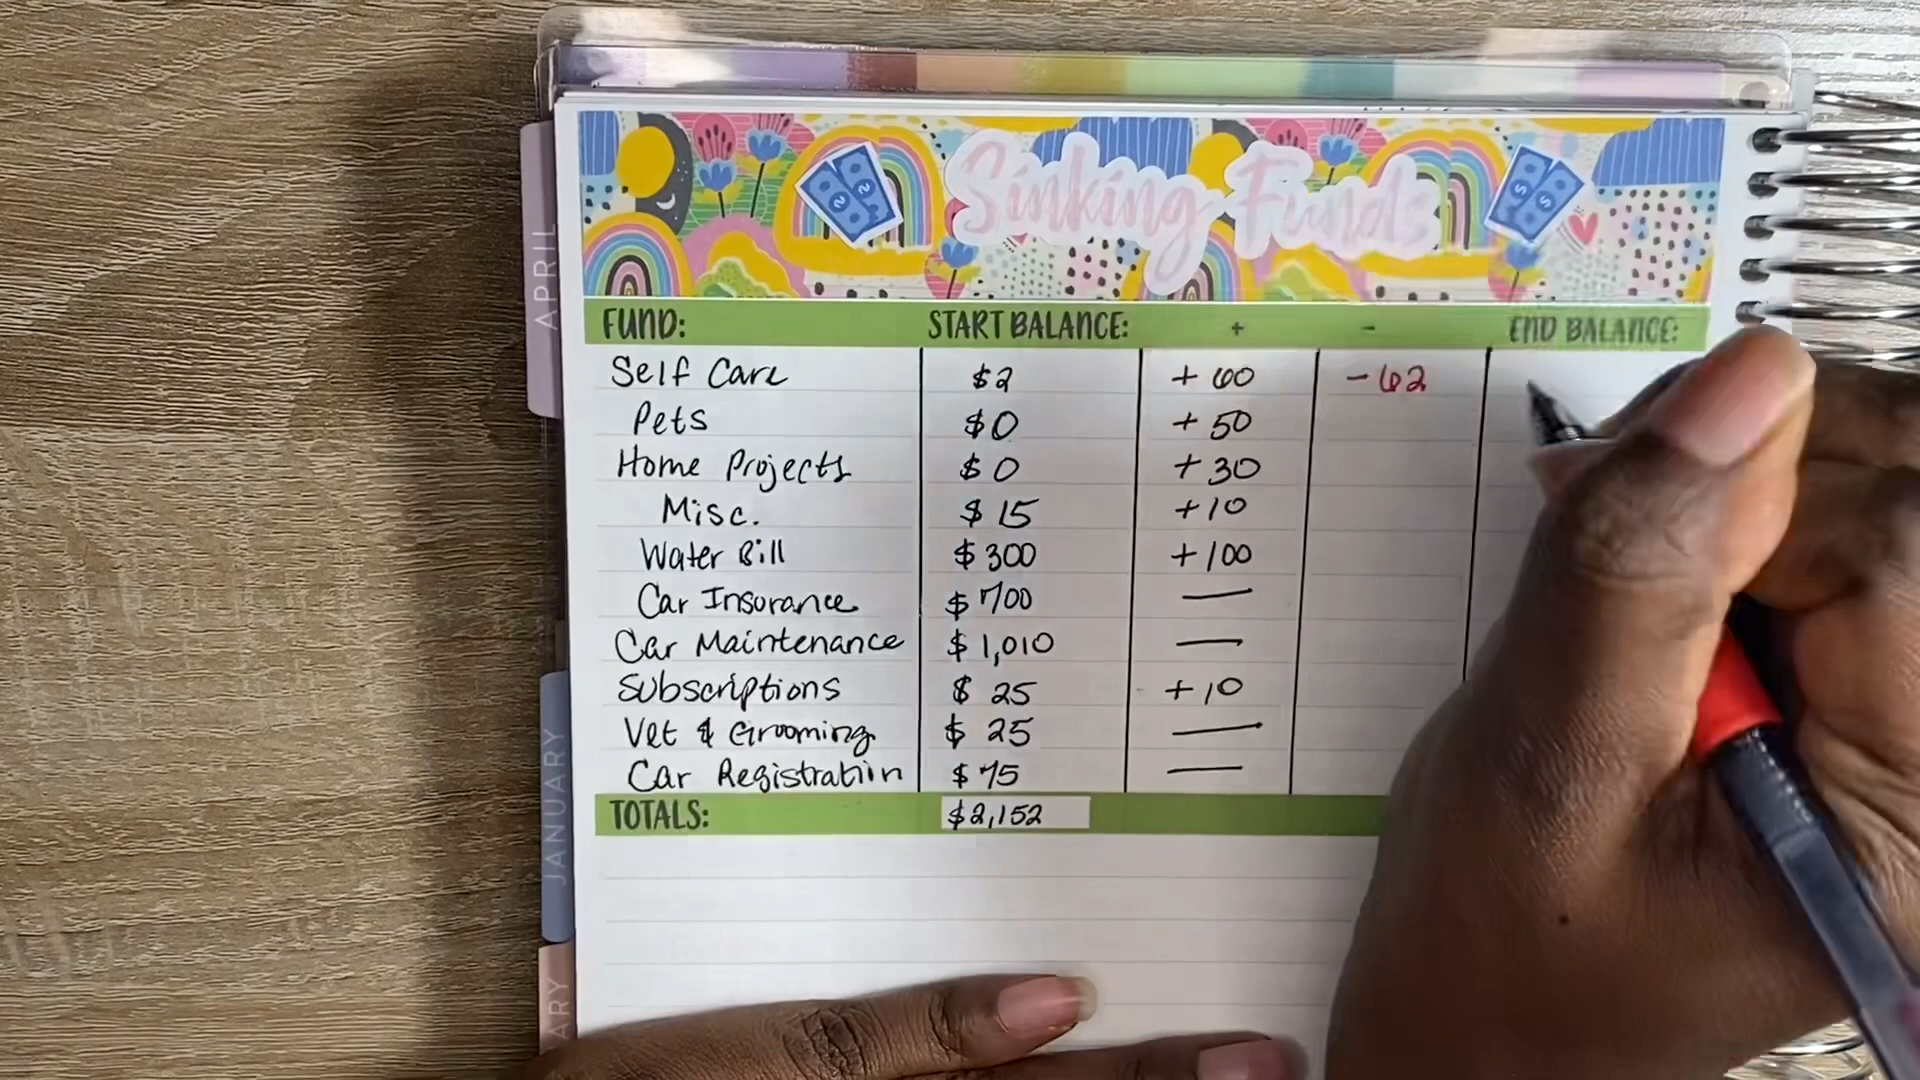 Sinking Funds
FUND: START BALANCE: + - END BALANCE:
Self Care $2 + 60 - 62
Pets $0 + 50
Home Projects $0 + 30
Misc. $15 + 10
Water Bill $300 + 100
Car Insurance $700 —
Car Maintenance $1,010 —
Subscriptions $25 + 10
Vet & Grooming $25 —
Car Registration $75 —
TOTALS: $2,152
APRIL
JANUARY
ARY